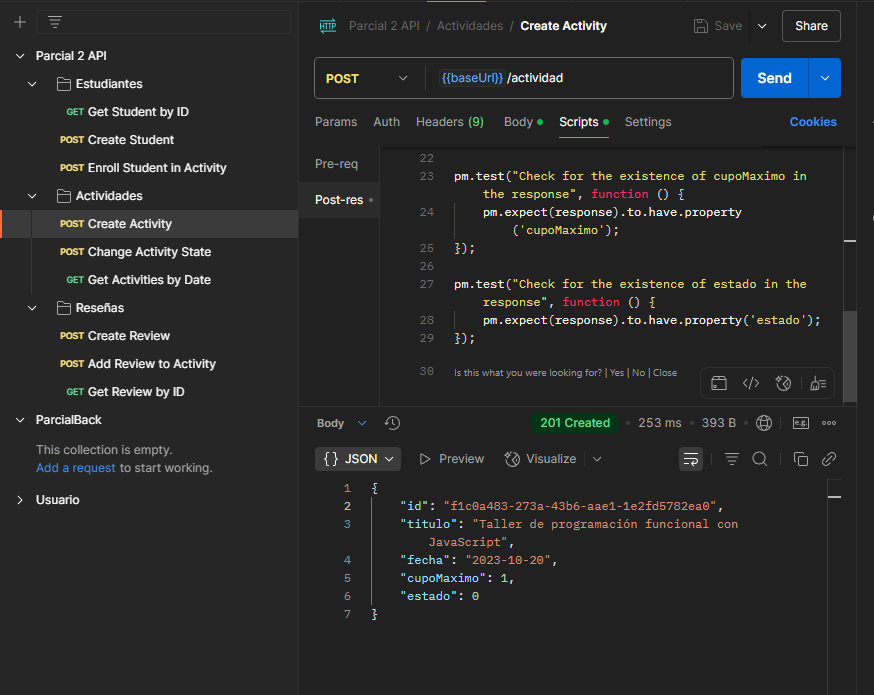 Parcial 2 API
Estudiantes
GET Get Student by ID
POST Create Student
POST Enroll Student in Activity
Actividades
POST Create Activity
POST Change Activity State
GET Get Activities by Date
Reseñas
POST Create Review
POST Add Review to Activity
GET Get Review by ID
ParcialBack
This collection is empty.
Add a request to start working.
Usuario
HTTP Parcial 2 API / Actividades / Create Activity
Save
Share
POST
{{baseUrl}} /actividad
Send
Params Auth Headers (9) Body Scripts Settings
Cookies
Pre-req
Post-res
22
23 pm.test("Check for the existence of cupoMaximo in
the response", function () {
24 pm.expect(response).to.have.property
('cupoMaximo');
25 });
26
27 pm.test("Check for the existence of estado in the
response", function () {
28 pm.expect(response).to.have.property('estado');
29 });
30 Is this what you were looking for? | Yes | No | Close
Body
201 Created • 253 ms • 393 B •
e.g.
{} JSON
Preview
Visualize
1 {
2 "id": "f1c0a483-273a-43b6-aae1-1e2fd5782ea0",
3 "titulo": "Taller de programación funcional con
JavaScript",
4 "fecha": "2023-10-20",
5 "cupoMaximo": 1,
6 "estado": 0
7 }